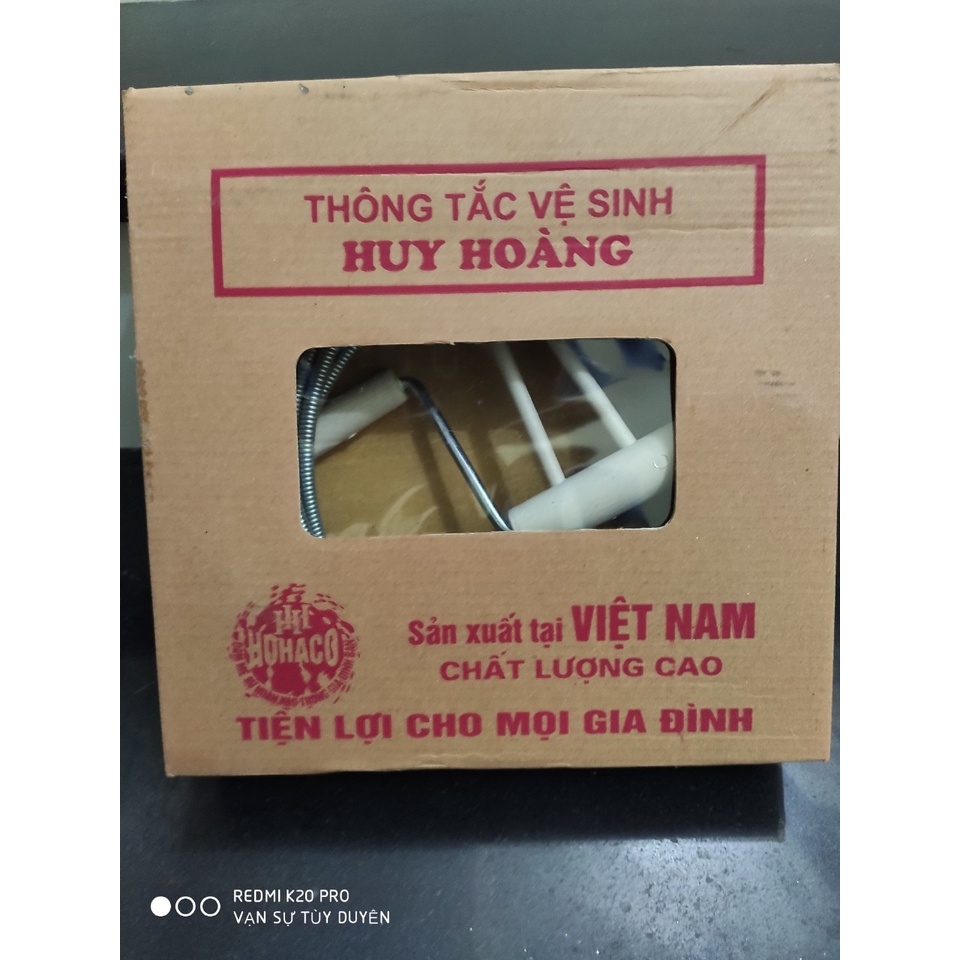 THÔNG TẮC VỆ SINH
HUY HOÀNG
HOHACO
Sản xuất tại VIỆT NAM
CHẤT LƯỢNG CAO
TIỆN LỢI CHO MỌI GIA ĐÌNH
REDMI K20 PRO
VẠN SỰ TÙY DUYÊN